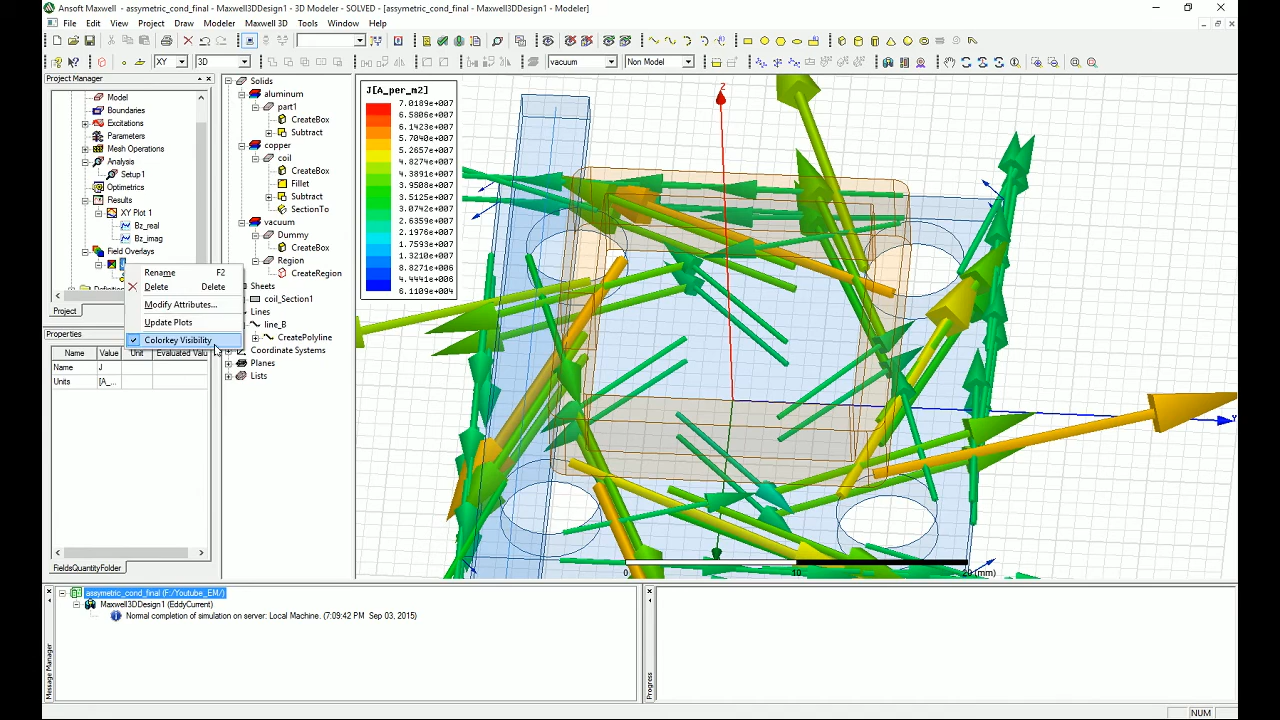 Ansoft Maxwell - assymetric_cond_final - Maxwell3DDesign1 - 3D Modeler - SOLVED - [assymetric_cond_final - Maxwell3DDesign1 - Modeler]
File Edit View Project Draw Modeler Maxwell 3D Tools Window Help
XY 3D vacuum Non Model
Project Manager
Model
Boundaries
Excitations
Parameters
Mesh Operations
Analysis
Setup1
Optimetrics
Results
XY Plot 1
Bz_real
Bz_imag
Field Overlays
Rename F2
Delete Delete
Modify Attributes...
Update Plots
Colorkey Visibility
Project
Properties
Name Value Unit Evaluated Valu
Name J
Units [A_...
FieldsQuantityFolder
Solids
aluminum
part1
CreateBox
Subtract
copper
coil
CreateBox
Fillet
Subtract
SectionTo
vacuum
Dummy
CreateBox
Region
CreateRegion
Sheets
coil_Section1
Lines
line_B
CreatePolyline
Coordinate Systems
Planes
Lists
J[A_per_m2]
7.0189e+007
6.5806e+007
6.1423e+007
5.7040e+007
5.2657e+007
4.8274e+007
4.3891e+007
3.9508e+007
3.5125e+007
3.0742e+007
2.6359e+007
2.1976e+007
1.7593e+007
1.3210e+007
8.8271e+006
4.4441e+006
6.1109e+004
Z
Y
0 10 20 (mm)
Message Manager
assymetric_cond_final (F:/Youtube_EM/)
Maxwell3DDesign1 (EddyCurrent)
Normal completion of simulation on server: Local Machine. (7:09:42 PM Sep 03, 2015)
Progress
NUM